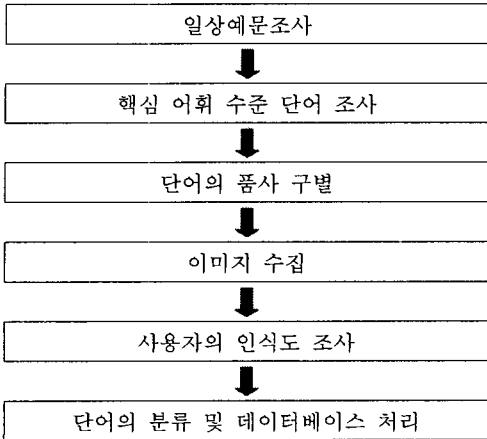 일상예문조사
핵심 어휘 수준 단어 조사
단어의 품사 구별
이미지 수집
사용자의 인식도 조사
단어의 분류 및 데이터베이스 처리